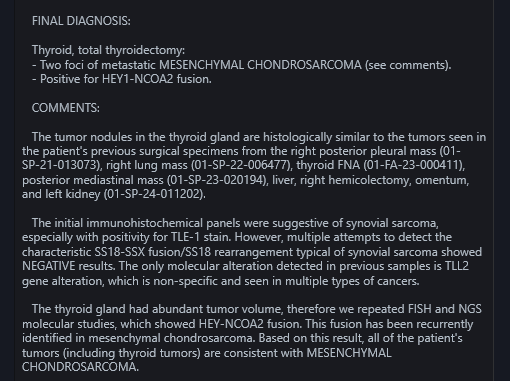 FINAL DIAGNOSIS:
Thyroid, total thyroidectomy:
- Two foci of metastatic MESENCHYMAL CHONDROSARCOMA (see comments).
- Positive for HEY1-NCOA2 fusion.
COMMENTS:
The tumor nodules in the thyroid gland are histologically similar to the tumors seen in
the patient's previous surgical specimens from the right posterior pleural mass (01-
SP-21-013073), right lung mass (01-SP-22-006477), thyroid FNA (01-FA-23-000411),
posterior mediastinal mass (01-SP-23-020194), liver, right hemicolectomy, omentum,
and left kidney (01-SP-24-011202).
The initial immunohistochemical panels were suggestive of synovial sarcoma,
especially with positivity for TLE-1 stain. However, multiple attempts to detect the
characteristic SS18-SSX fusion/SS18 rearrangement typical of synovial sarcoma showed
NEGATIVE results. The only molecular alteration detected in previous samples is TLL2
gene alteration, which is non-specific and seen in multiple types of cancers.
The thyroid gland had abundant tumor volume, therefore we repeated FISH and NGS
molecular studies, which showed HEY-NCOA2 fusion. This fusion has been recurrently
identified in mesenchymal chondrosarcoma. Based on this result, all of the patient's
tumors (including thyroid tumors) are consistent with MESENCHYMAL
CHONDROSARCOMA.